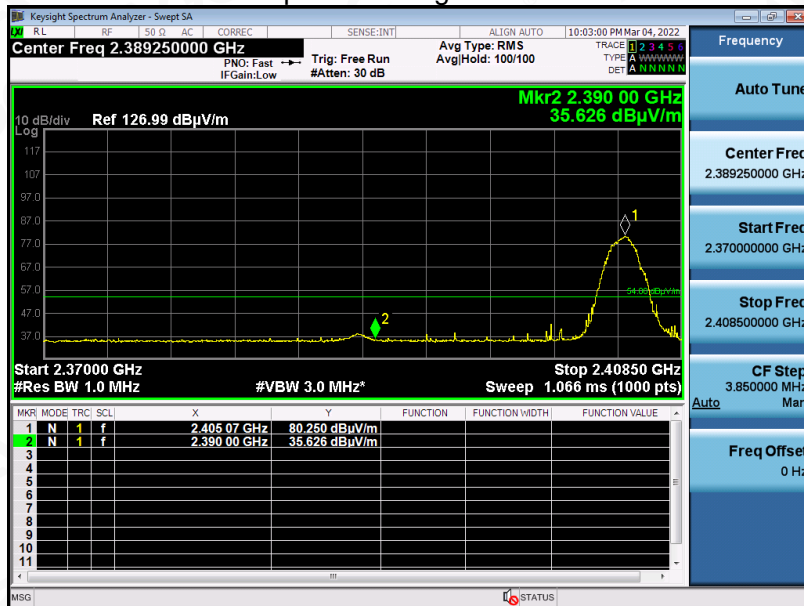 Keysight Spectrum Analyzer - Swept SA
LXI RL RF 50 Ω AC CORREC SENSE:INT ALIGN AUTO 10:03:00 PM Mar 04, 2022
Center Freq 2.389250000 GHz
PNO: Fast
IFGain:Low
Trig: Free Run
#Atten: 30 dB
Avg Type: RMS
Avg|Hold: 100/100
TRACE 1 2 3 4 5 6
TYPE A WWWWW
DET A N N N N N
Mkr2 2.390 00 GHz
35.626 dBµV/m
10 dB/div
Log
Ref 126.99 dBµV/m
117
107
97.0
87.0
77.0
67.0
57.0
47.0
37.0
1
2
54.00 dBµV/m
Start 2.37000 GHz
Stop 2.40850 GHz
#Res BW 1.0 MHz
#VBW 3.0 MHz*
Sweep 1.066 ms (1000 pts)
MKR MODE TRC SCL X Y FUNCTION FUNCTION WIDTH FUNCTION VALUE
1 N 1 f 2.405 07 GHz 80.250 dBµV/m
2 N 1 f 2.390 00 GHz 35.626 dBµV/m
3
4
5
6
7
8
9
10
11
MSG
STATUS
Frequency
Auto Tune
Center Freq
2.389250000 GHz
Start Freq
2.370000000 GHz
Stop Freq
2.408500000 GHz
CF Step
3.850000 MHz
Auto Man
Freq Offset
0 Hz